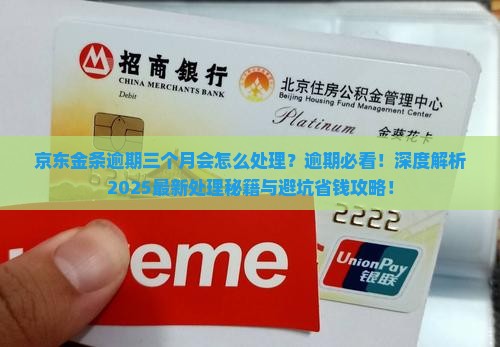 招商银行
CHINA MERCHANTS BANK
Debit
北京住房公积金管理中心
Beijing Housing Fund Management Center
金葵花卡
京东金条逾期三个月会怎么处理？逾期必看！深度解析
2025最新处理秘籍与避坑省钱攻略！
2222
UnionPay
银联
eme